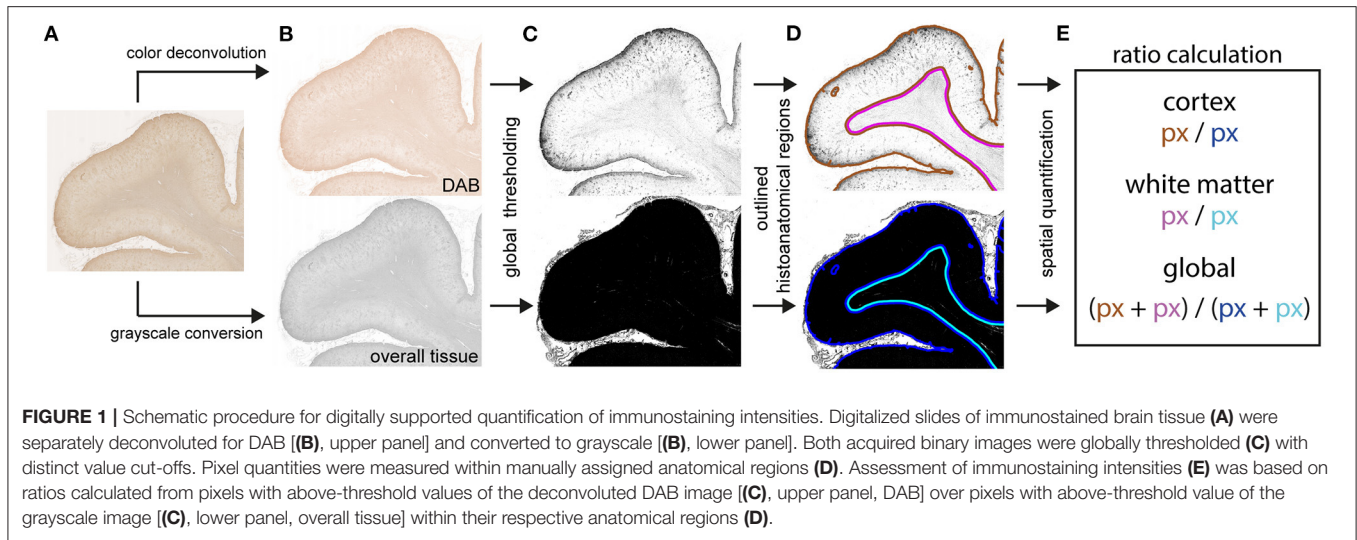 A
B
C
D
E
color deconvolution
grayscale conversion
DAB
overall tissue
global thresholding
outlined
histoanatomical regions
spatial quantification
ratio calculation
cortex
px / px
white matter
px / px
global
(px + px) / (px + px)
FIGURE 1 | Schematic procedure for digitally supported quantification of immunostaining intensities. Digitalized slides of immunostained brain tissue (A) were
separately deconvoluted for DAB [(B), upper panel] and converted to grayscale [(B), lower panel]. Both acquired binary images were globally thresholded (C) with
distinct value cut-offs. Pixel quantities were measured within manually assigned anatomical regions (D). Assessment of immunostaining intensities (E) was based on
ratios calculated from pixels with above-threshold values of the deconvoluted DAB image [(C), upper panel, DAB] over pixels with above-threshold value of the
grayscale image [(C), lower panel, overall tissue] within their respective anatomical regions (D).